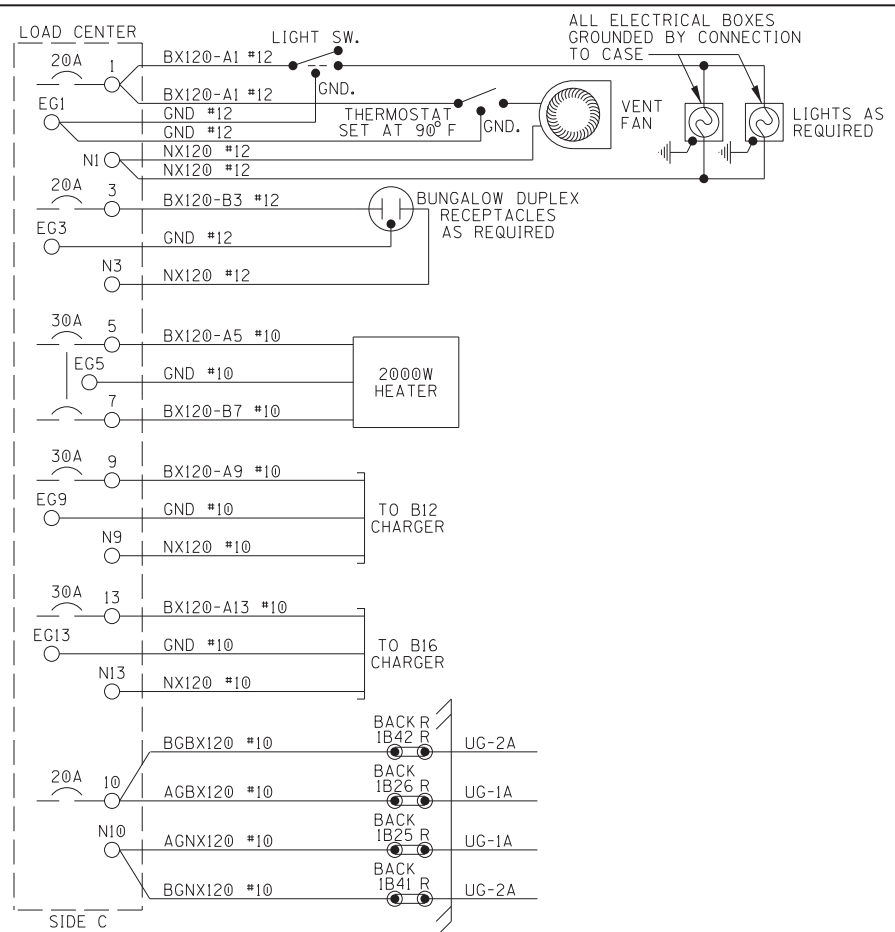 ALL ELECTRICAL BOXES
GROUNDED BY CONNECTION
TO CASE
LOAD CENTER
LIGHT SW.
20A
1
BX120-A1 #12
GND.
BX120-A1 #12
EG1
GND #12
GND #12
THERMOSTAT
SET AT 90° F
GND.
VENT
FAN
LIGHTS AS
REQUIRED
N1
NX120 #12
NX120 #12
20A
3
BX120-B3 #12
BUNGALOW DUPLEX
RECEPTACLES
AS REQUIRED
EG3
GND #12
N3
NX120 #12
30A
5
BX120-A5 #10
EG5
GND #10
2000W
HEATER
7
BX120-B7 #10
30A
9
BX120-A9 #10
EG9
GND #10
TO B12
CHARGER
N9
NX120 #10
30A
13
BX120-A13 #10
EG13
GND #10
TO B16
CHARGER
N13
NX120 #10
BACK R
1B42 R
BGBX120 #10
UG-2A
20A
10
BACK
1B26 R
AGBX120 #10
UG-1A
N10
BACK
1B25 R
AGNX120 #10
UG-1A
BACK
1B41 R
BGNX120 #10
UG-2A
SIDE C